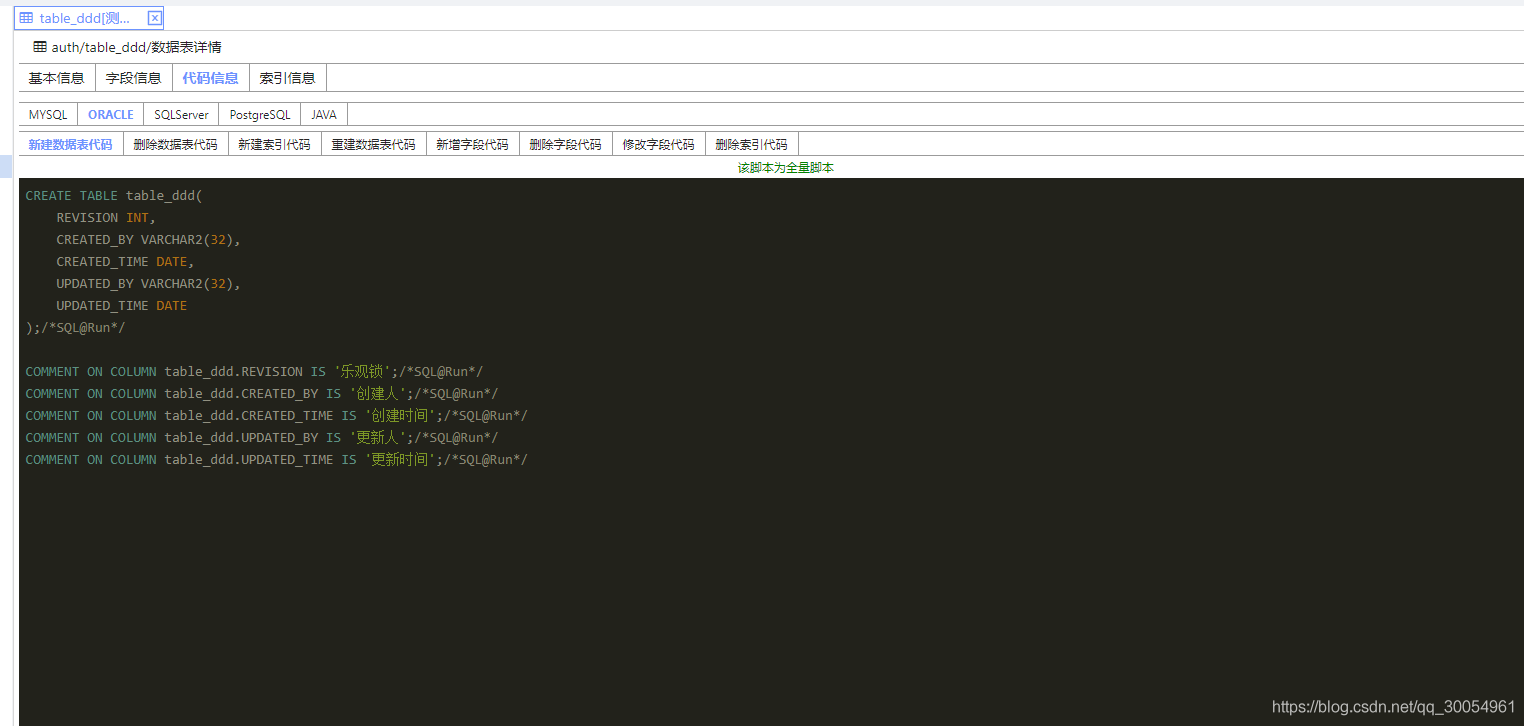 table_ddd[测...
auth/table_ddd/数据表详情
基本信息 字段信息 代码信息 索引信息
MYSQL ORACLE SQLServer PostgreSQL JAVA
新建数据表代码 删除数据表代码 新建索引代码 重建数据表代码 新增字段代码 删除字段代码 修改字段代码 删除索引代码
该脚本为全量脚本
CREATE TABLE table_ddd(
    REVISION INT,
    CREATED_BY VARCHAR2(32),
    CREATED_TIME DATE,
    UPDATED_BY VARCHAR2(32),
    UPDATED_TIME DATE
);/*SQL@Run*/
COMMENT ON COLUMN table_ddd.REVISION IS '乐观锁';/*SQL@Run*/
COMMENT ON COLUMN table_ddd.CREATED_BY IS '创建人';/*SQL@Run*/
COMMENT ON COLUMN table_ddd.CREATED_TIME IS '创建时间';/*SQL@Run*/
COMMENT ON COLUMN table_ddd.UPDATED_BY IS '更新人';/*SQL@Run*/
COMMENT ON COLUMN table_ddd.UPDATED_TIME IS '更新时间';/*SQL@Run*/
https://blog.csdn.net/qq_30054961